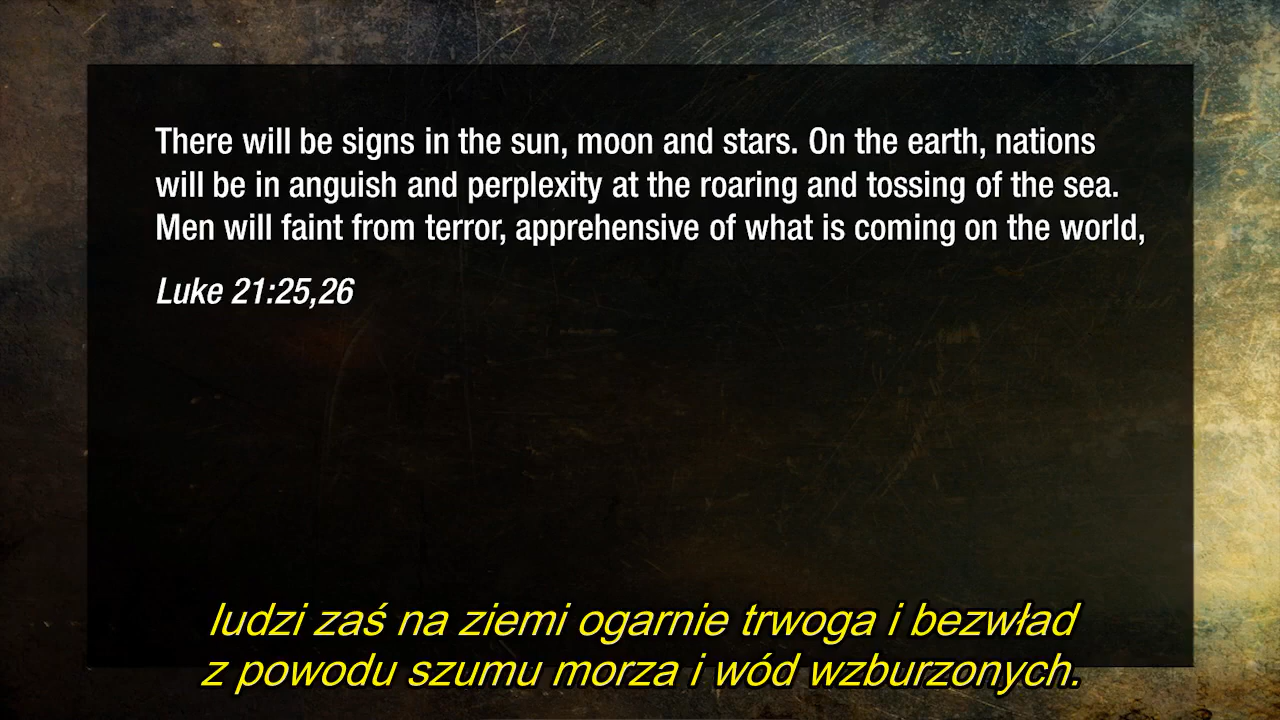 There will be signs in the sun, moon and stars. On the earth, nations
will be in anguish and perplexity at the roaring and tossing of the sea.
Men will faint from terror, apprehensive of what is coming on the world,
Luke 21:25,26
ludzi zaś na ziemi ogarnie trwoga i bezwład
z powodu szumu morza i wód wzburzonych.